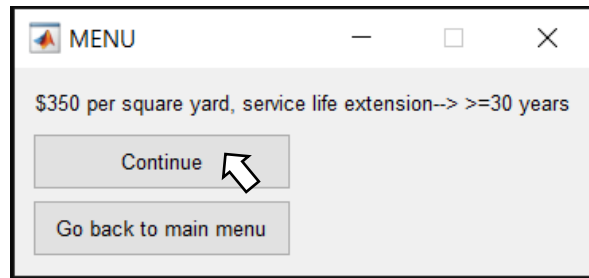 MENU
$350 per square yard, service life extension--> >=30 years
Continue
Go back to main menu